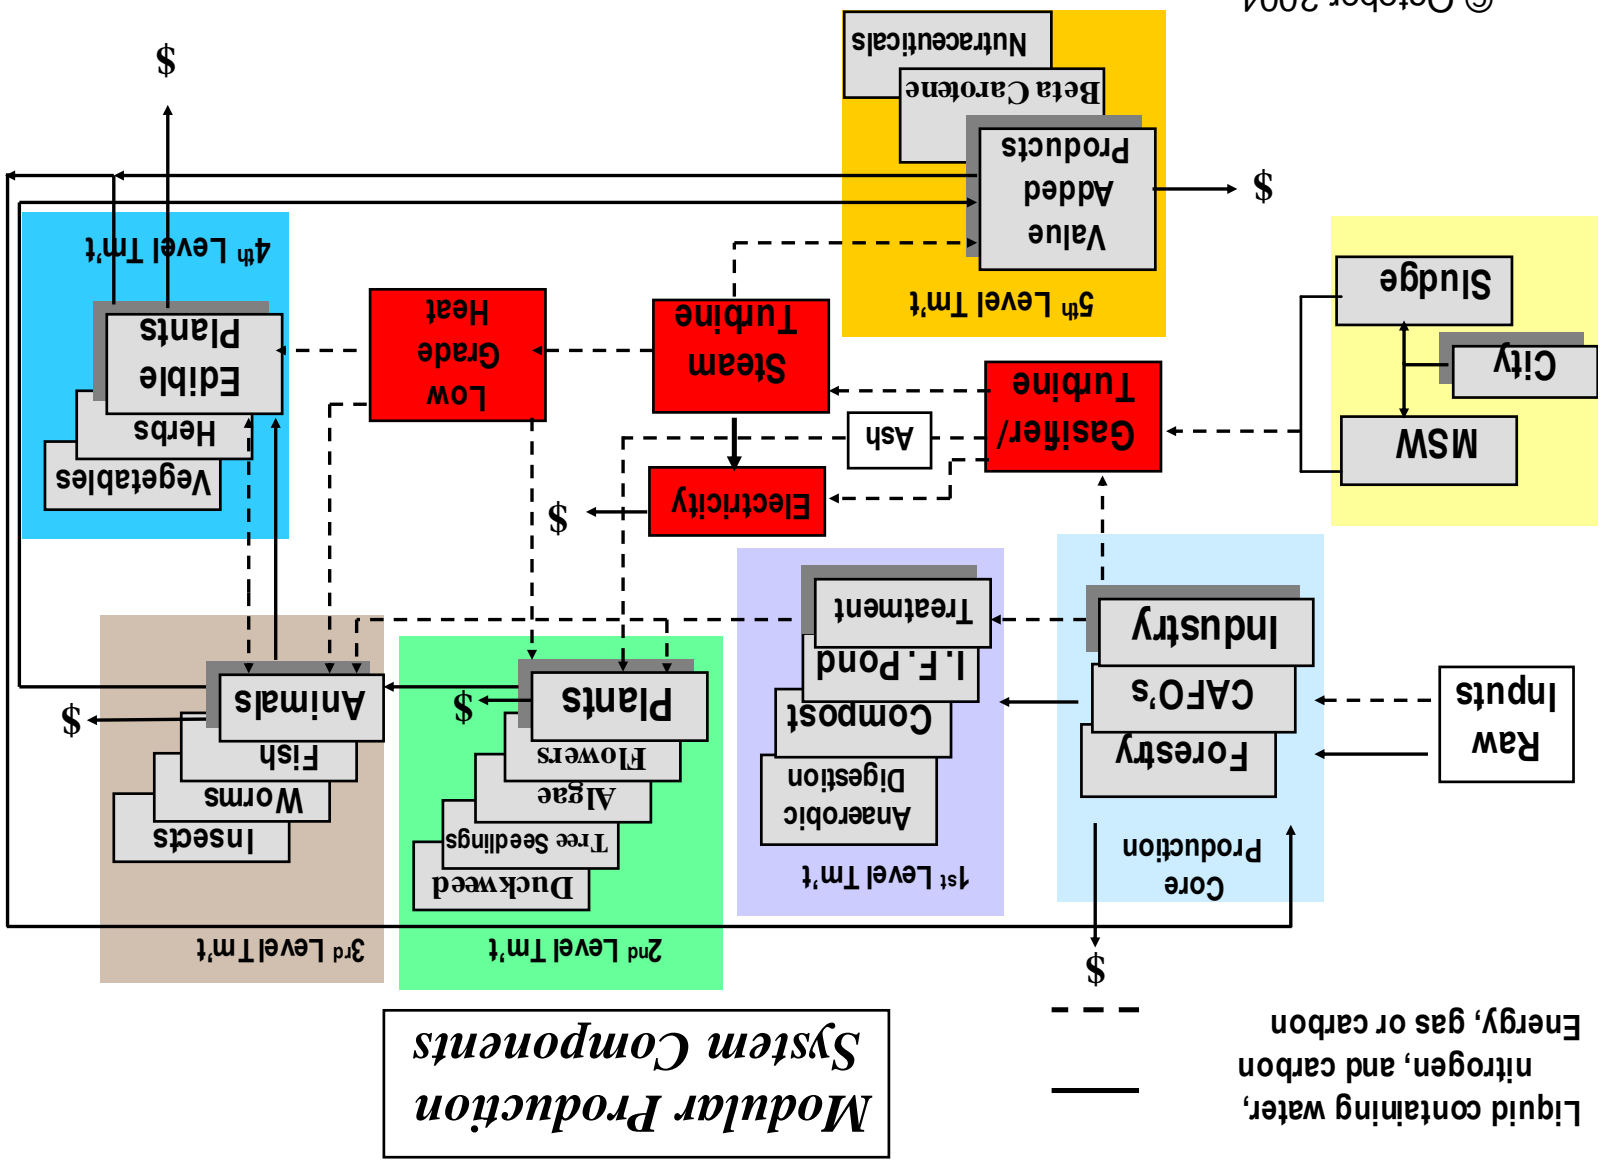 Liquid containing water,
nitrogen, and carbon
Energy, gas or carbon
Modular Production
System Components
$
Core
Production
Forestry
CAFO's
Industry
Raw
Inputs
1st Level Tm't
Anaerobic
Digestion
Compost
I.F. Pond
Treatment
2nd Level Tm't
Duckweed
Tree Seedlings
Algae
Flowers
Plants
$
3rd Level Tm't
Insects
Worms
Fish
Animals
$
MSW
City
Sludge
Gasifier/
Turbine
Ash
Electricity
$
Steam
Turbine
Low
Grade
Heat
Vegetables
Herbs
Edible
Plants
4th Level Tm't
$
5th Level Tm't
Value
Added
Products
Beta Carotene
Nutraceuticals
$
© October 2004